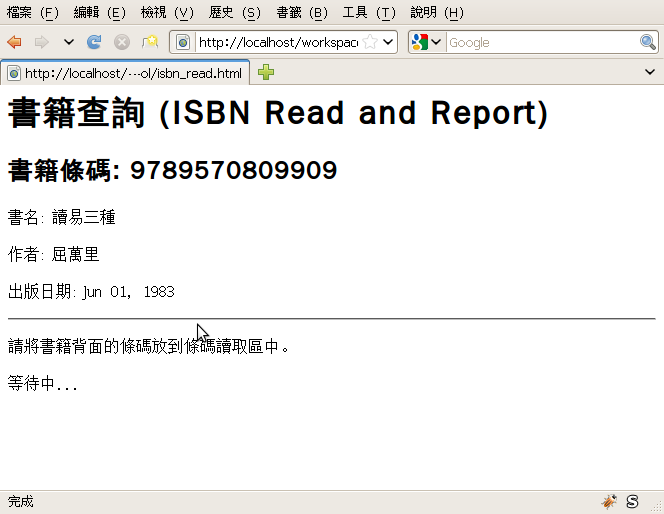 檔案 (F) 編輯 (E) 檢視 (V) 歷史 (S) 書籤 (B) 工具 (T) 說明 (H)
http://localhost/workspac Google
http://localhost/···ol/isbn_read.html
書籍查詢 (ISBN Read and Report)
書籍條碼: 9789570809909
書名: 讀易三種
作者: 屈萬里
出版日期: jun 01, 1983
請將書籍背面的條碼放到條碼讀取區中。
等待中...
完成